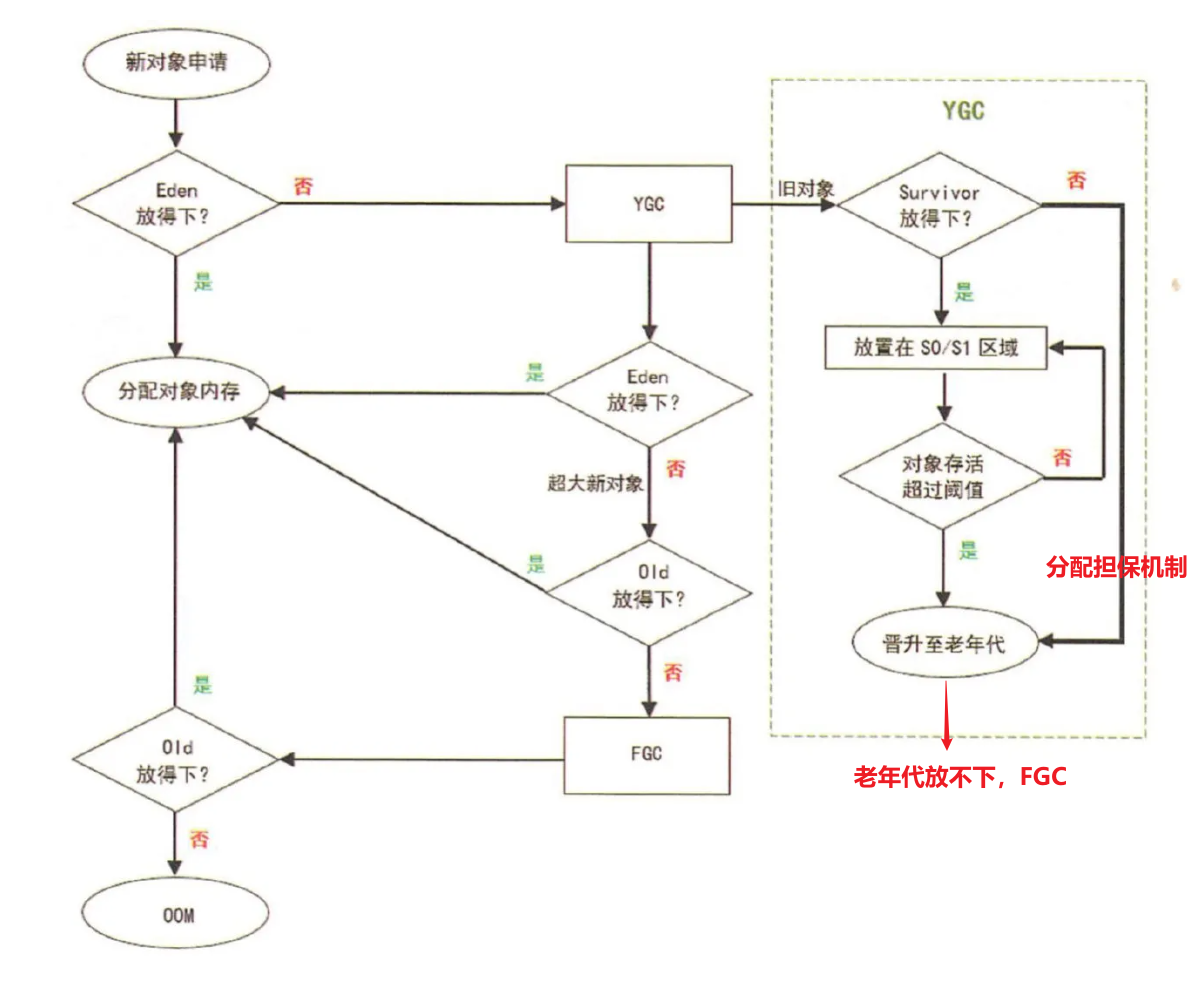 新对象申请
Eden
放得下?
否
是
分配对象内存
YGC
旧对象
Eden
放得下?
是
否
超大新对象
Old
放得下?
是
否
FGC
Old
放得下?
是
否
OOM
YGC
Survivor
放得下?
否
是
放置在 S0/S1 区域
对象存活
超过阈值
否
是
分配担保机制
晋升至老年代
老年代放不下，FGC